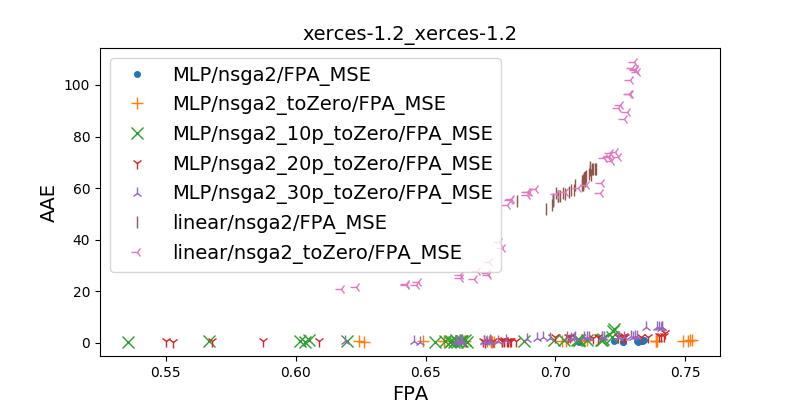 xerces-1.2_xerces-1.2
MLP/nsga2/FPA_MSE
MLP/nsga2_toZero/FPA_MSE
MLP/nsga2_10p_toZero/FPA_MSE
MLP/nsga2_20p_toZero/FPA_MSE
MLP/nsga2_30p_toZero/FPA_MSE
linear/nsga2/FPA_MSE
linear/nsga2_toZero/FPA_MSE
AAE
100
80
60
40
20
0
0.55 0.60 0.65 0.70 0.75
FPA